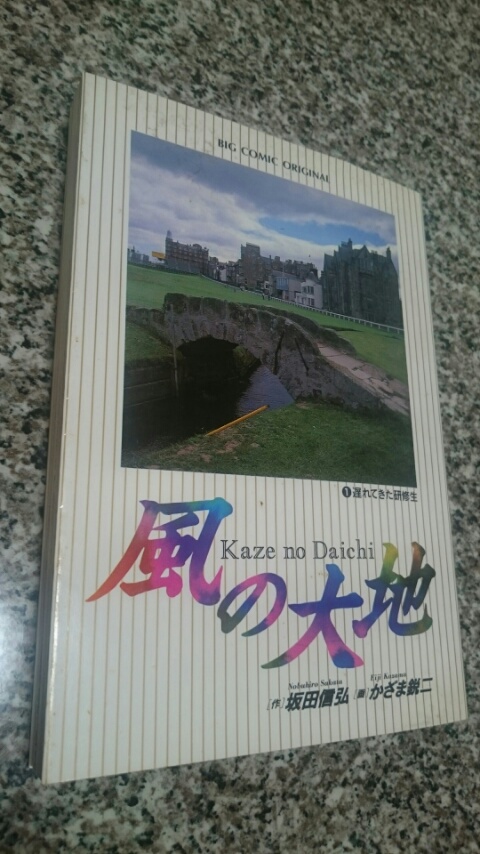 BIG COMIC ORIGINAL
❶遅れてきた研修生
風の大地
Kaze no Daichi
Nobuhiro Sakata Eiji Kazama
[作]坂田信弘 [画]かざま鋭二